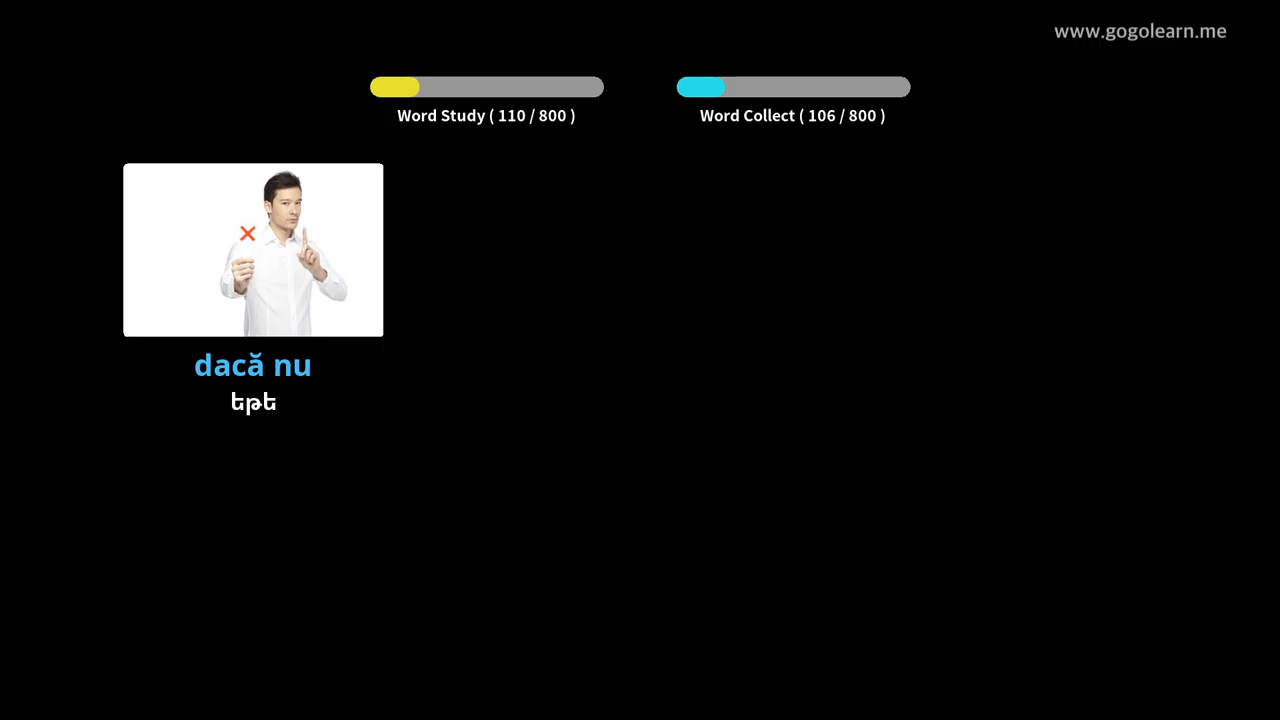 www.gogolearn.me
Word Study ( 110 / 800 )
Word Collect ( 106 / 800 )
dacă nu
եթե